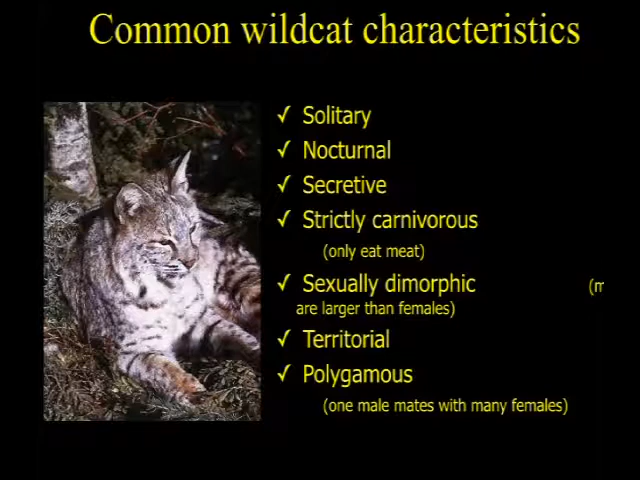 Common wildcat characteristics
✓ Solitary
✓ Nocturnal
✓ Secretive
✓ Strictly carnivorous
(only eat meat)
✓ Sexually dimorphic (m
are larger than females)
✓ Territorial
✓ Polygamous
(one male mates with many females)